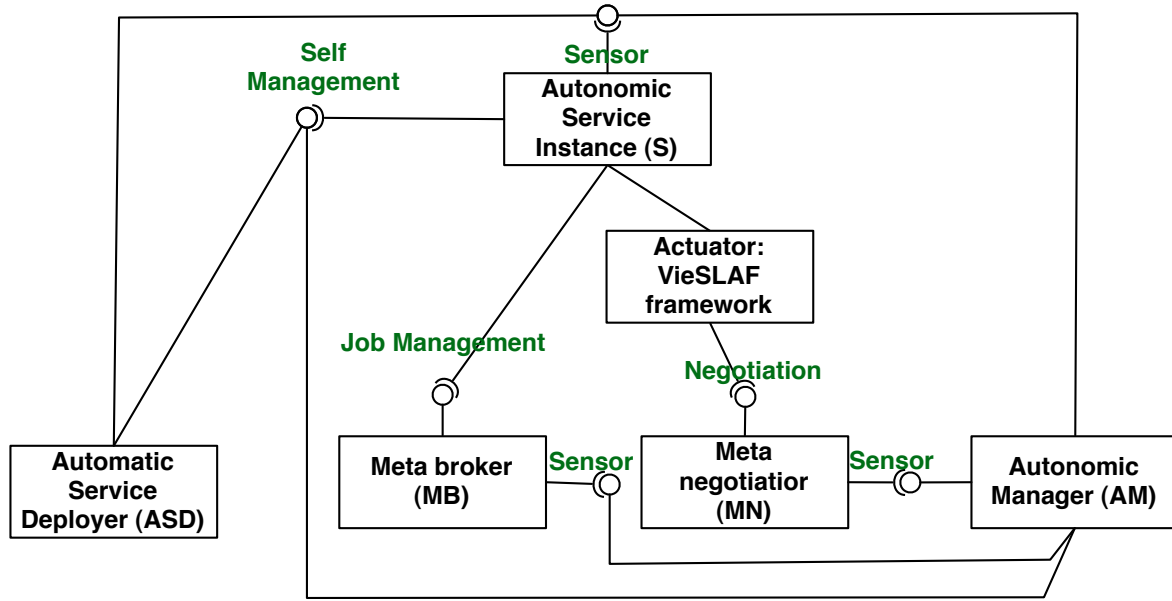 Self
Management
Sensor
Autonomic
Service
Instance (S)
Actuator:
VieSLAF
framework
Job Management
Negotiation
Automatic
Service
Deployer (ASD)
Meta broker
(MB)
Sensor
Meta
negotiatior
(MN)
Sensor
Autonomic
Manager (AM)